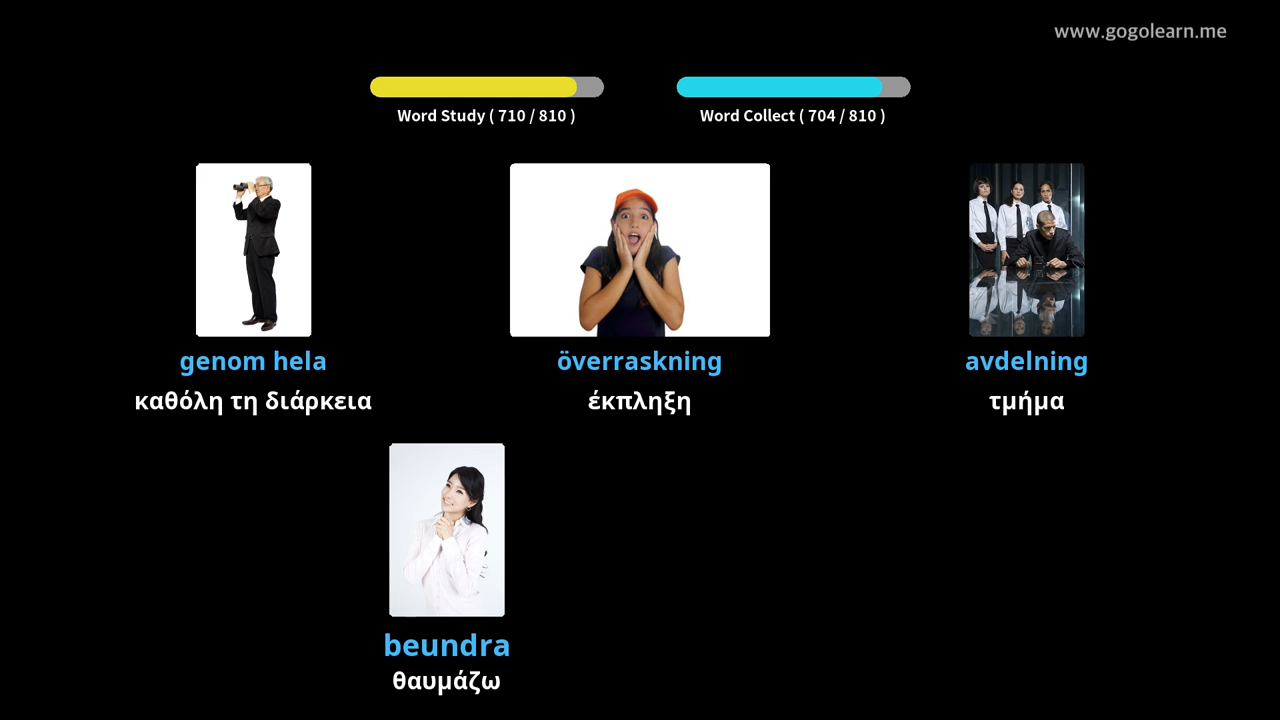 www.gogolearn.me
Word Study ( 710 / 810 )
Word Collect ( 704 / 810 )
genom hela
καθόλη τη διάρκεια
överraskning
έκπληξη
avdelning
τμήμα
beundra
θαυμάζω